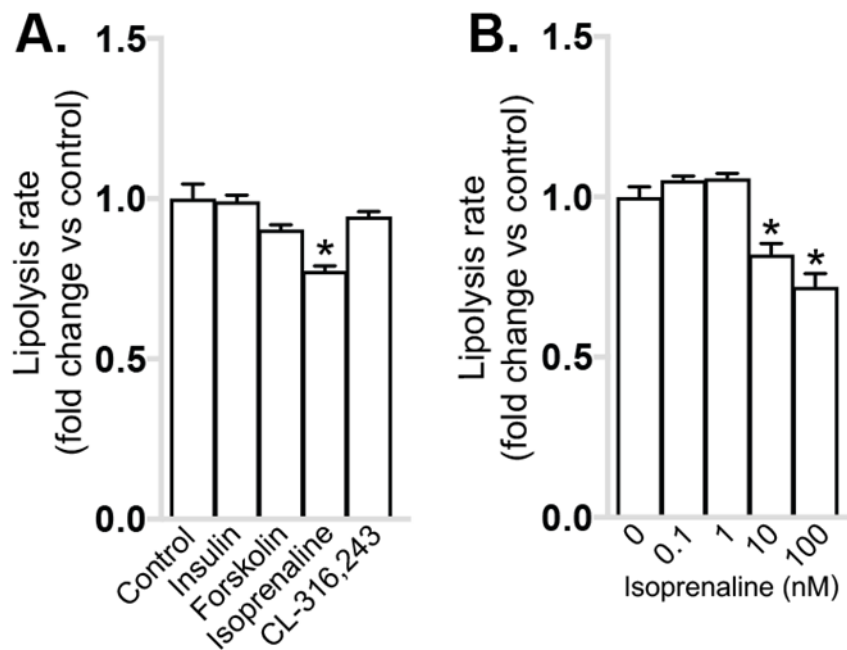 A.
Lipolysis rate
(fold change vs control)
1.5
1.0
0.5
0.0
*
Control
Insulin
Forskolin
Isoprenaline
CL-316,243
B.
Lipolysis rate
(fold change vs control)
1.5
1.0
0.5
0.0
*
*
0
0.1
1
10
100
Isoprenaline (nM)